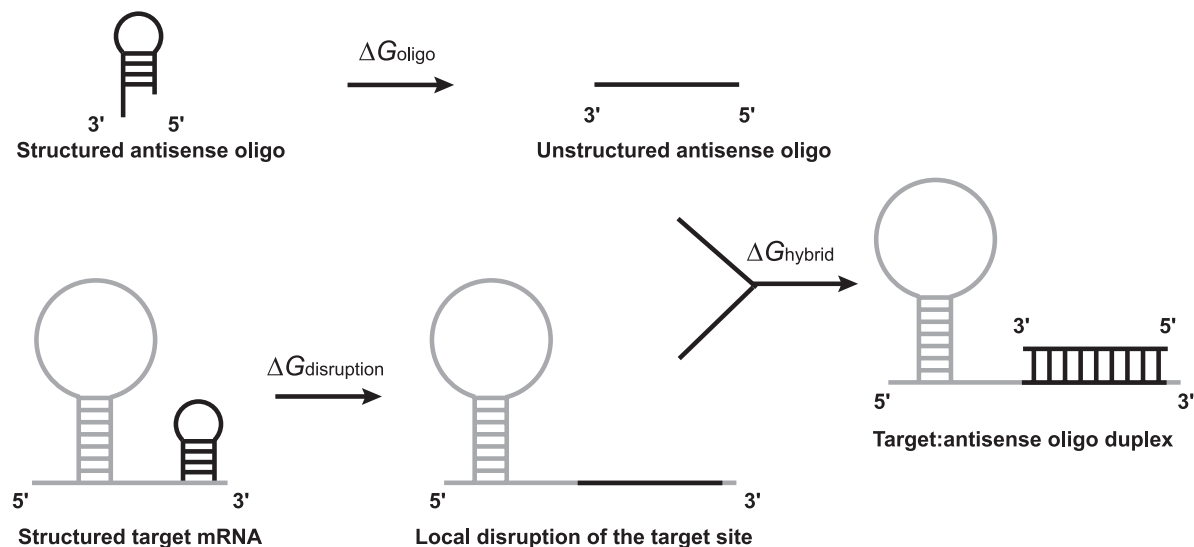 ΔGoligo
3' 5'
Structured antisense oligo
3' 5'
Unstructured antisense oligo
ΔGhybrid
3' 5'
5' 3'
Target:antisense oligo duplex
ΔGdisruption
5' 3'
Structured target mRNA
5' 3'
Local disruption of the target site